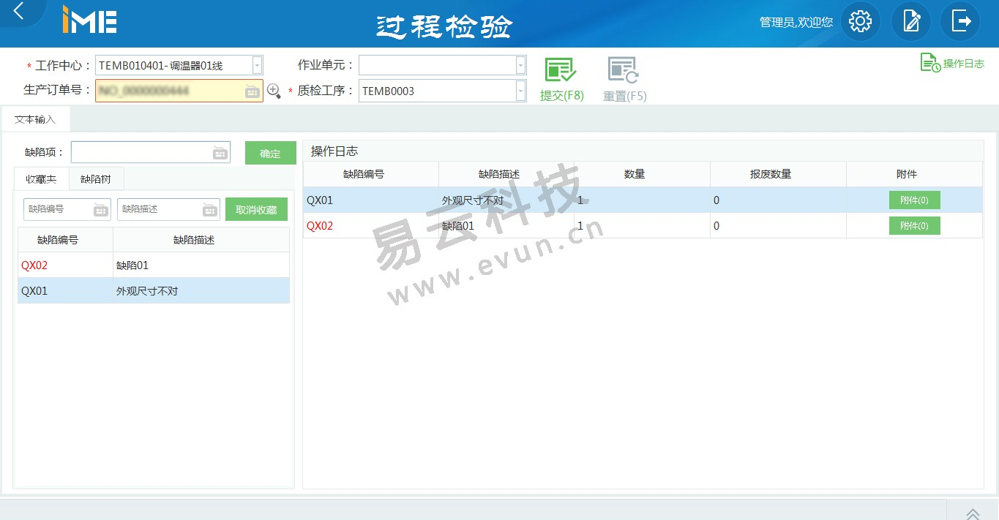 iME
过程检验
管理员,欢迎您
* 工作中心： TEMB010401-调温器01线
作业单元：
提交(F8)
重置(F5)
操作日志
生产订单号： NO_0000000444
* 质检工序： TEMB0003
文本输入
缺陷项：
确定
收藏夹 缺陷树
缺陷编号 缺陷描述 取消收藏
缺陷编号 缺陷描述
QX02 缺陷01
QX01 外观尺寸不对
操作日志
缺陷编号 缺陷描述 数量 报废数量 附件
QX01 外观尺寸不对 1 0 附件(0)
QX02 缺陷01 1 0 附件(0)
易云科技
www.evun.cn